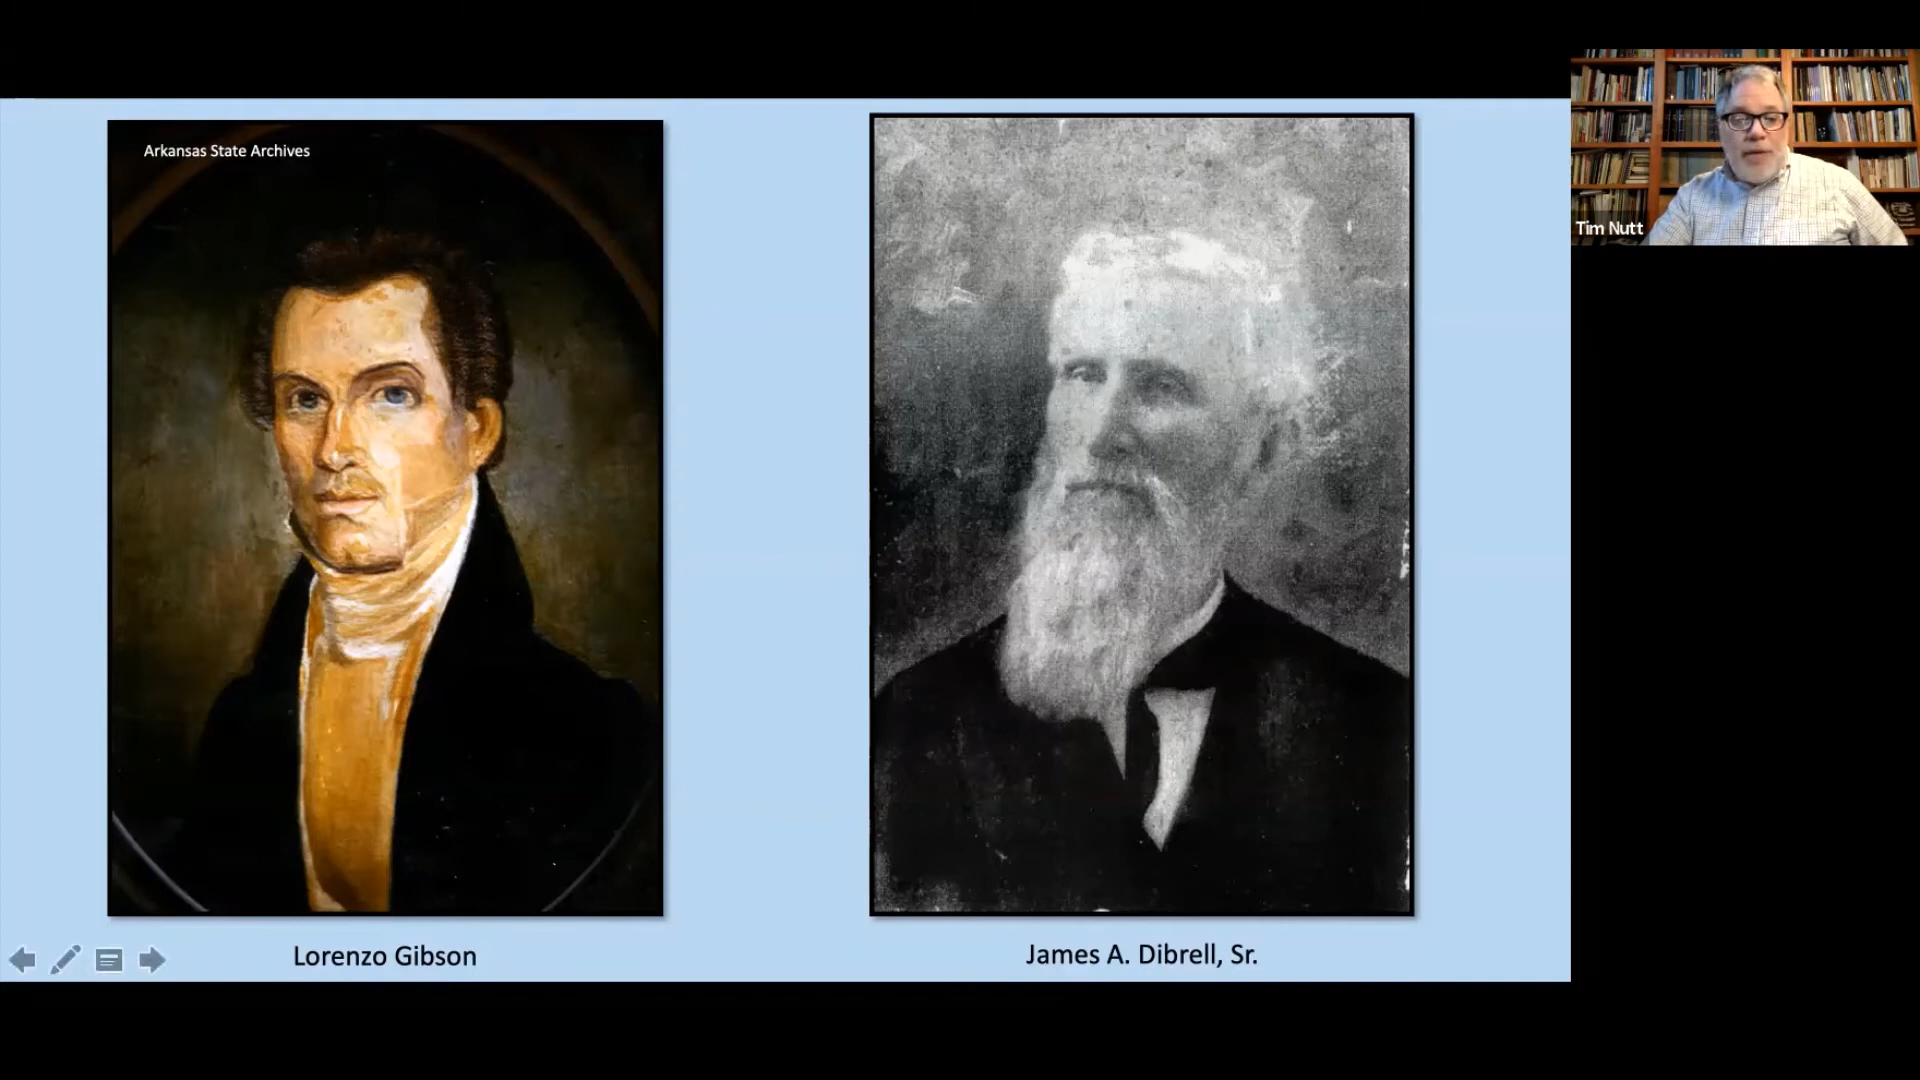 Arkansas State Archives
Tim Nutt
Lorenzo Gibson
James A. Dibrell, Sr.